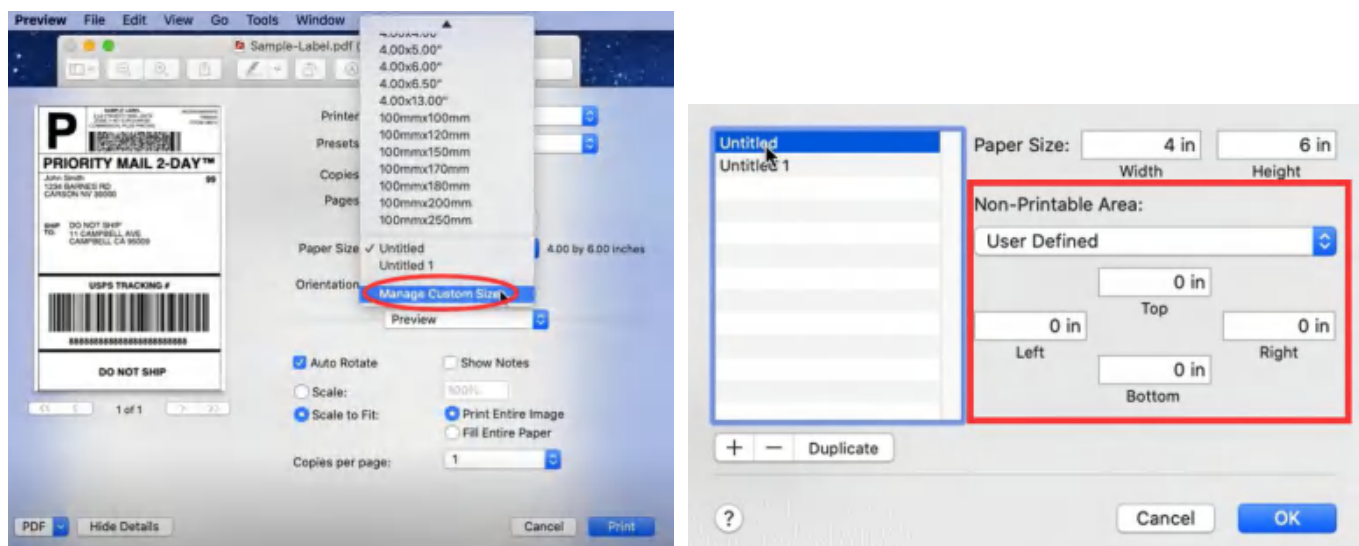 Preview File Edit View Go Tools Window
Sample-Label.pdf (
4.00x5.00"
4.00x6.00"
4.00x6.50"
4.00x13.00"
100mmx100mm
100mmx120mm
100mmx150mm
100mmx170mm
100mmx180mm
100mmx200mm
100mmx250mm
Untitled
Untitled 1
Manage Custom Size
Printer
Presets
Copies
Pages
Paper Size
4.00 by 6.00 inches
Orientation
Preview
Auto Rotate
Show Notes
Scale:
100%
Scale to Fit:
Print Entire Image
Fill Entire Paper
Copies per page:
1
P
PRIORITY MAIL 2-DAY™
John Smith
1234 BARNES RD
SHIP TO:
DO NOT SHIP
11 CAMPBELL AVE
CAMPBELL CA 95009
USPS TRACKING #
DO NOT SHIP
1 of 1
PDF
Hide Details
Cancel
Print
Untitled
Untitled 1
Paper Size:
4 in
6 in
Width
Height
Non-Printable Area:
User Defined
0 in
Top
0 in
Left
0 in
Right
0 in
Bottom
+ − Duplicate
?
Cancel
OK